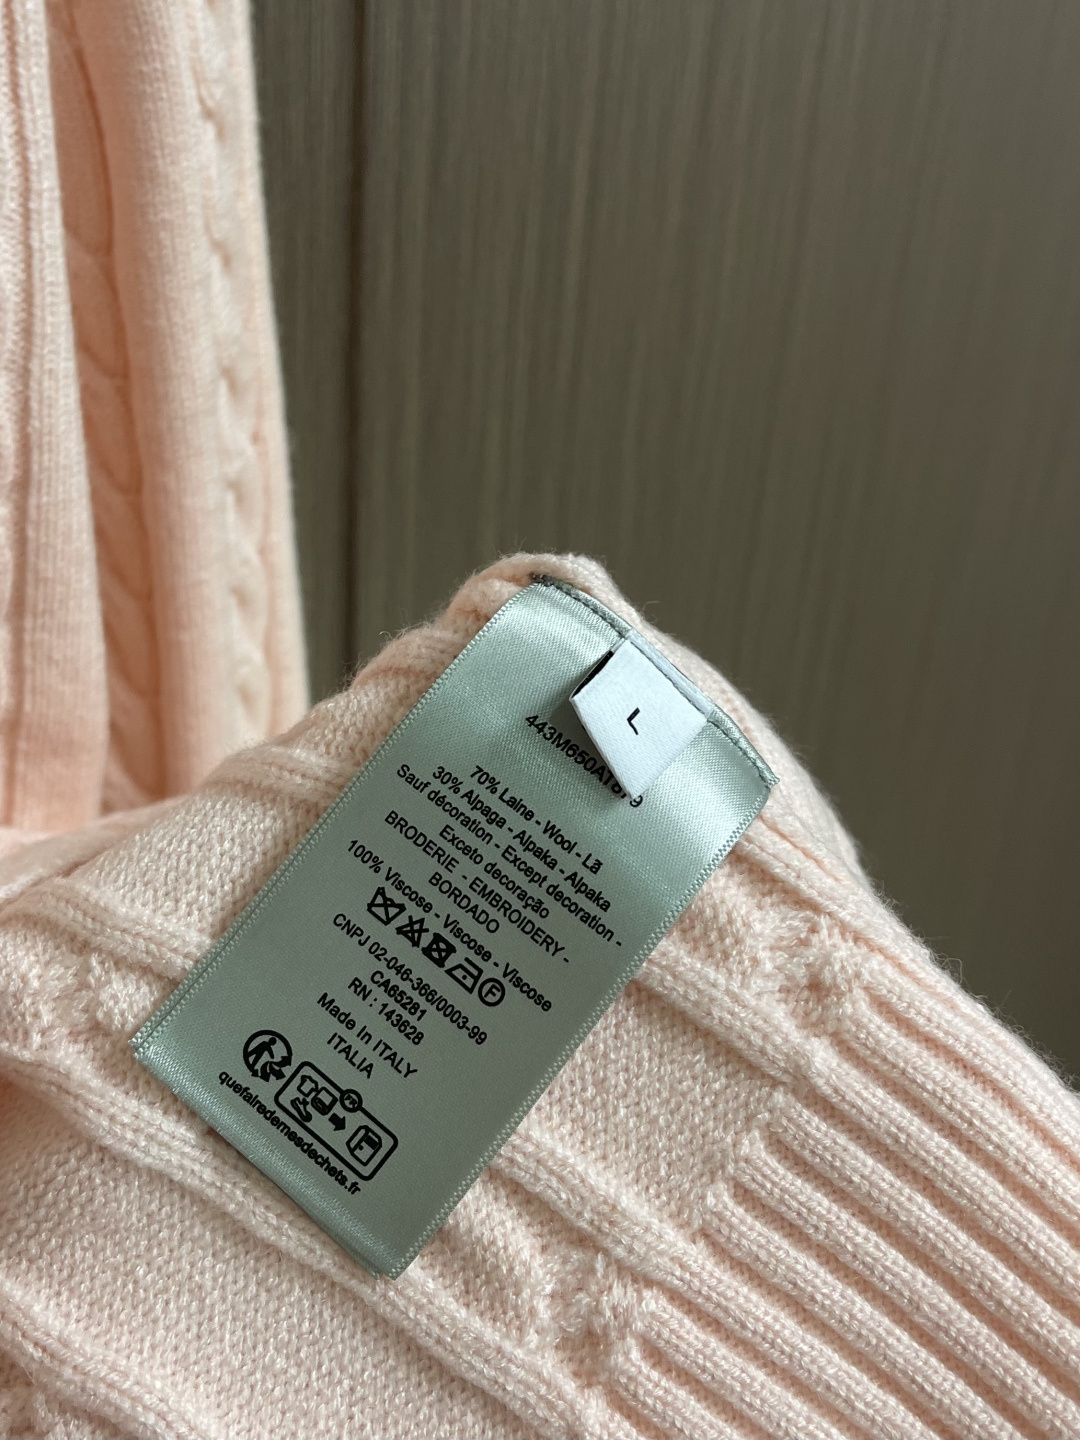 L
443M650AT879
70% Laine - Wool - Lã
30% Alpaga - Alpaka - Alpaka
Sauf décoration - Except decoration -
Exceto decoração
BRODERIE - EMBROIDERY -
BORDADO
100% Viscose - Viscose - Viscose
F
CNPJ 02-046-366/0003-99
CA65281
RN : 143628
Made In ITALY
ITALIA
FR
quefairedemesdechets.fr